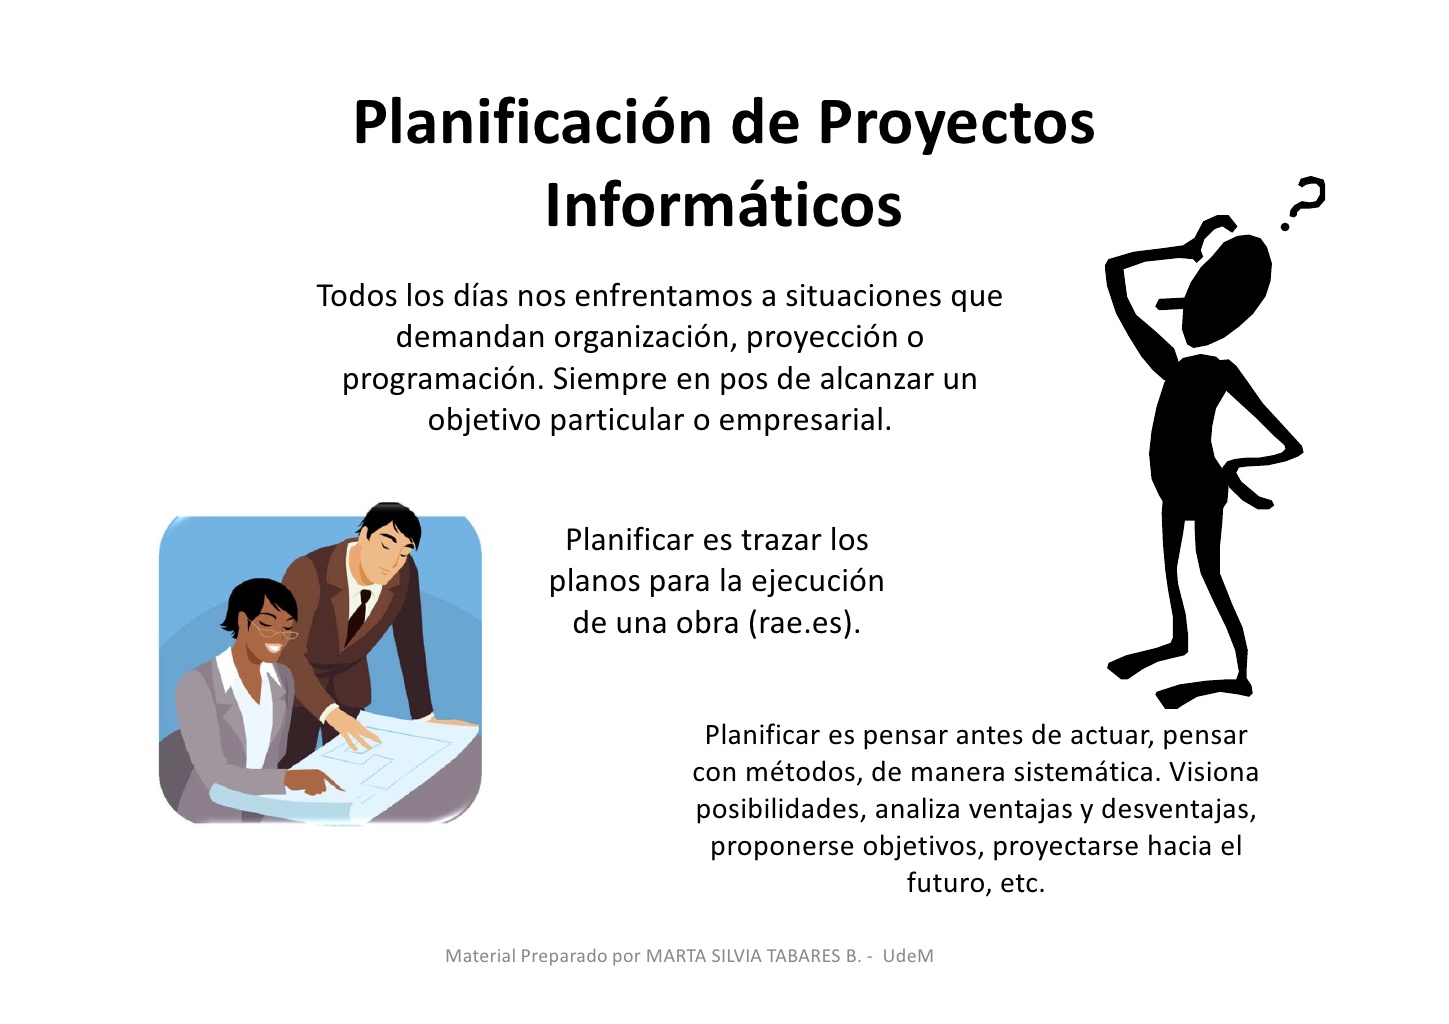 Planificación de Proyectos
Informáticos
?
Todos los días nos enfrentamos a situaciones que
demandan organización, proyección o
programación. Siempre en pos de alcanzar un
objetivo particular o empresarial.
Planificar es trazar los
planos para la ejecución
de una obra (rae.es).
Planificar es pensar antes de actuar, pensar
con métodos, de manera sistemática. Visiona
posibilidades, analiza ventajas y desventajas,
proponerse objetivos, proyectarse hacia el
futuro, etc.
Material Preparado por MARTA SILVIA TABARES B. - UdeM